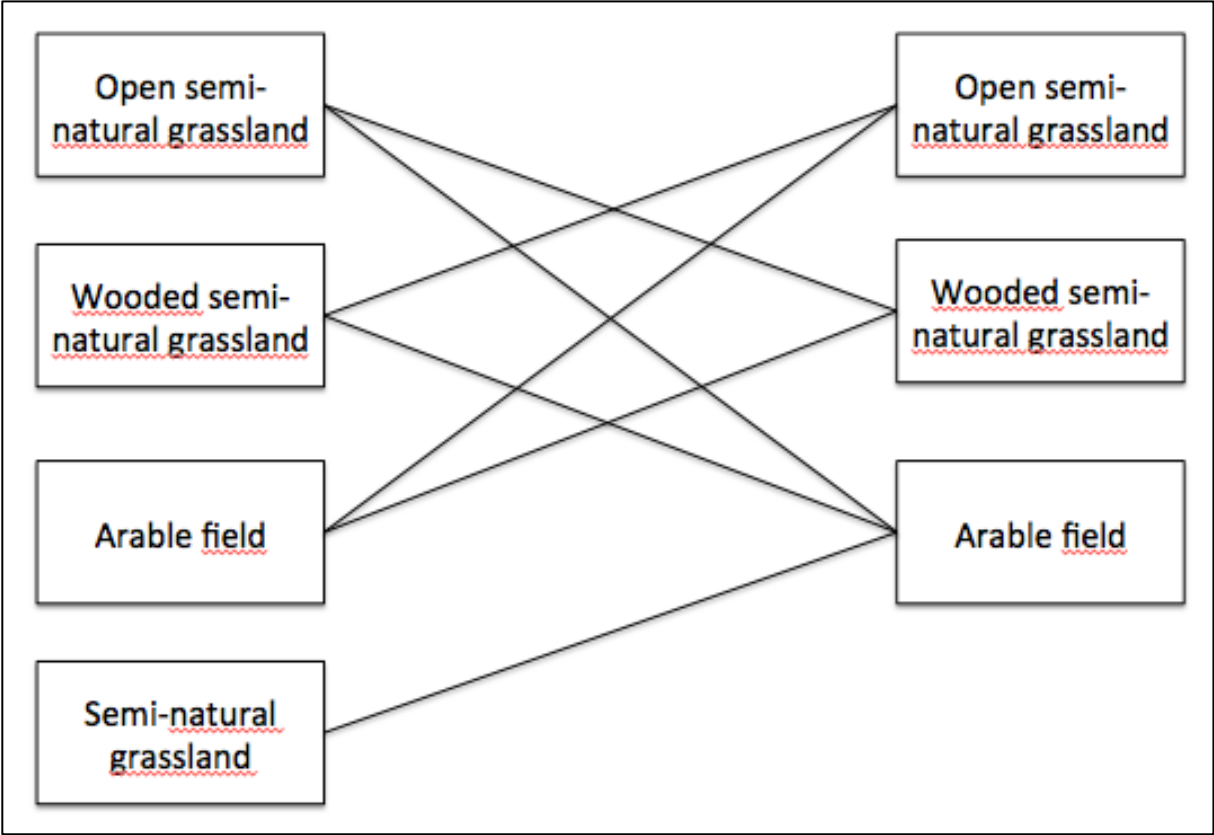 Open semi-
natural grassland
Open semi-
natural grassland
Wooded semi-
natural grassland
Wooded semi-
natural grassland
Arable field
Arable field
Semi-natural
grassland